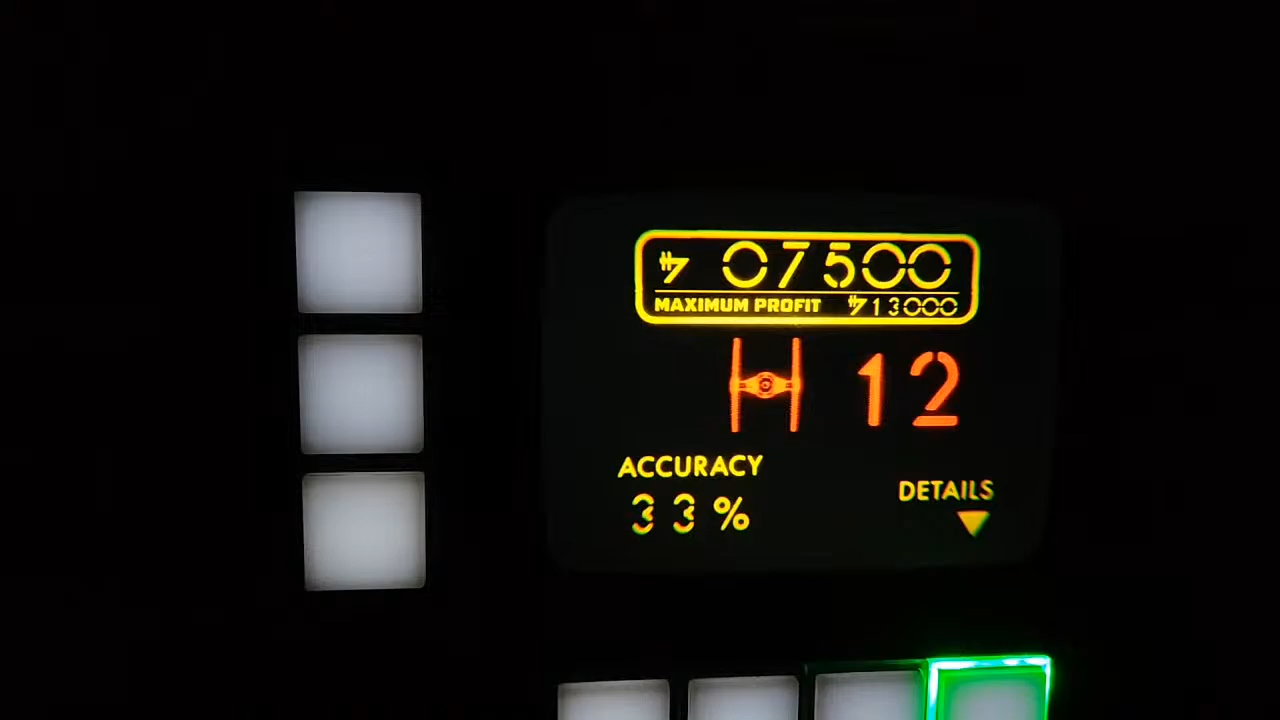 07500
MAXIMUM PROFIT 13000
12
ACCURACY
33%
DETAILS